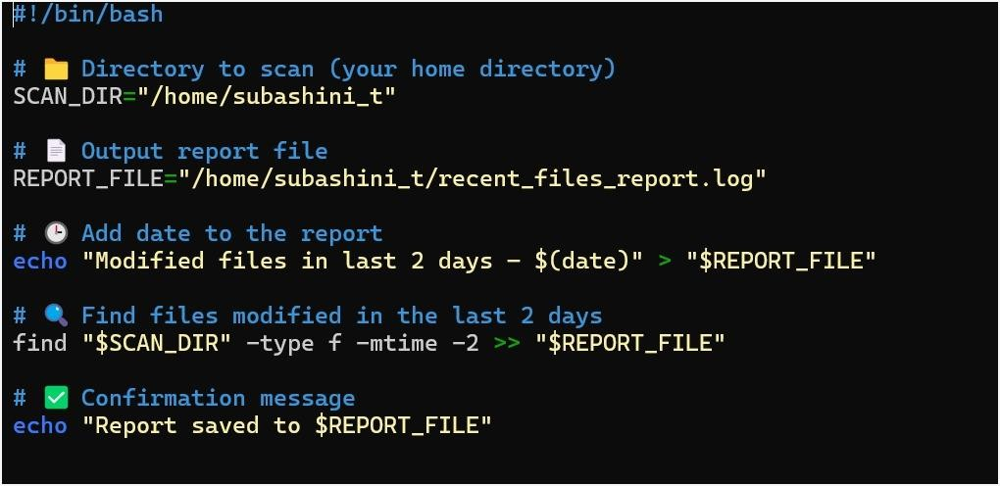 #!/bin/bash
# 📁 Directory to scan (your home directory)
SCAN_DIR="/home/subashini_t"
# 📄 Output report file
REPORT_FILE="/home/subashini_t/recent_files_report.log"
# 🕒 Add date to the report
echo "Modified files in last 2 days – $(date)" > "$REPORT_FILE"
# 🔍 Find files modified in the last 2 days
find "$SCAN_DIR" -type f -mtime -2 >> "$REPORT_FILE"
# ✅ Confirmation message
echo "Report saved to $REPORT_FILE"